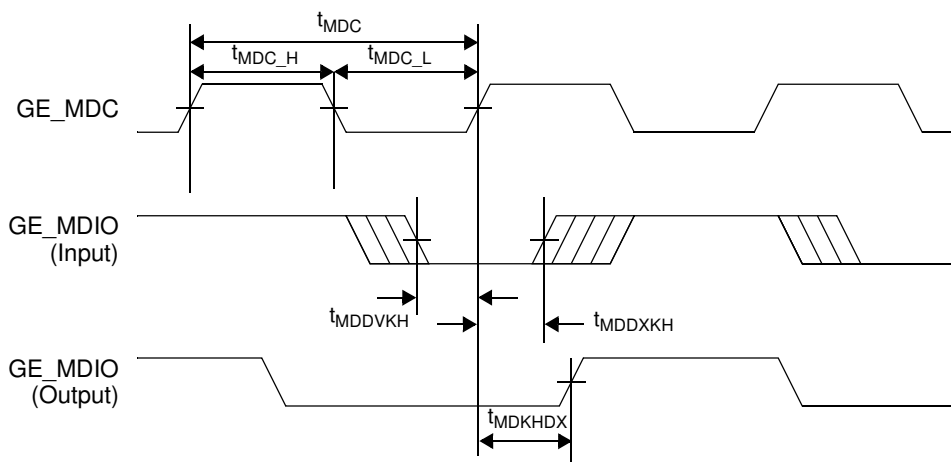 tMDC
tMDC_H
tMDC_L
GE_MDC
GE_MDIO
(Input)
tMDDVKH
tMDDXKH
GE_MDIO
(Output)
tMDKHDX